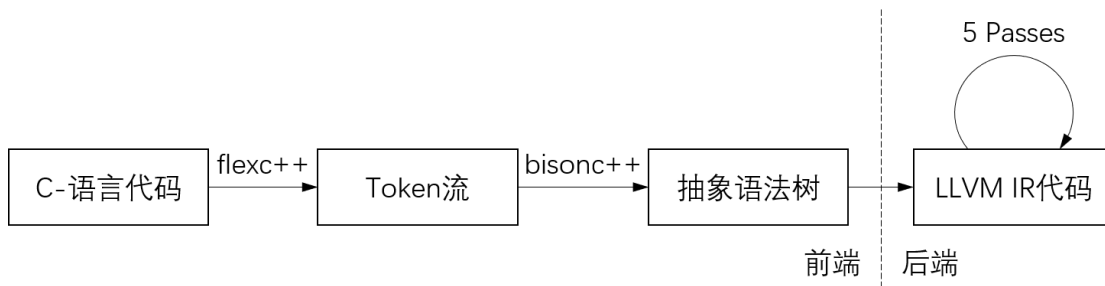 5 Passes
C-语言代码
flexc++
Token流
bisonc++
抽象语法树
LLVM IR代码
前端
后端